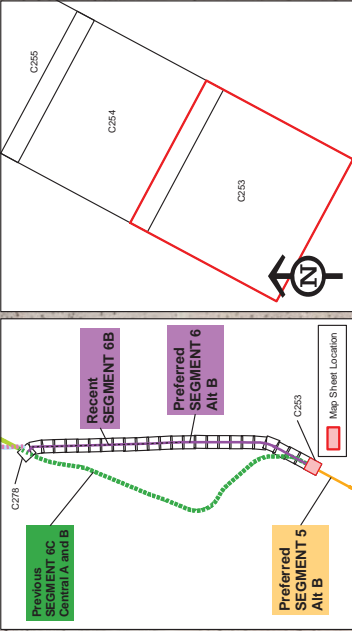 Previous
SEGMENT 6C
Central A and B
C278
Recent
SEGMENT 6B
Preferred
SEGMENT 6
Alt B
C253
Preferred
SEGMENT 5
Alt B
Map Sheet Location
C255
C254
C253
N